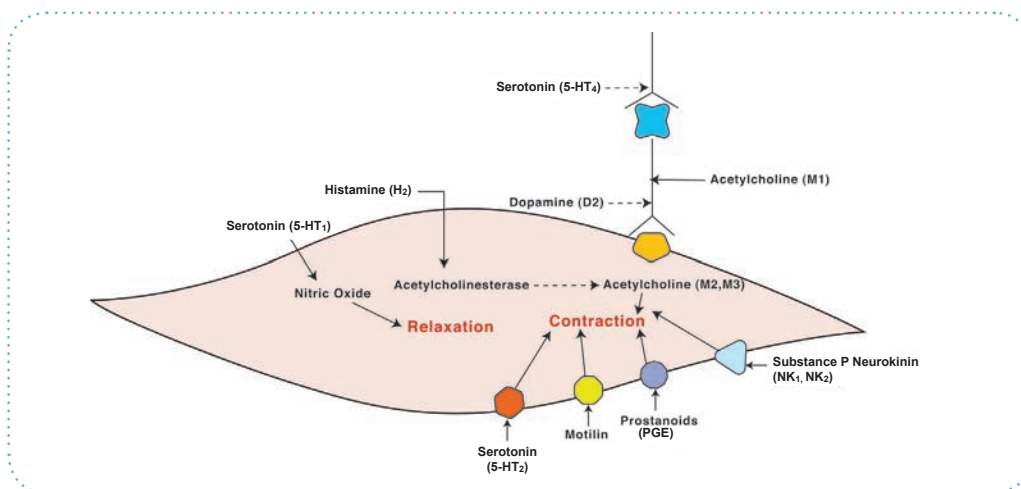 Serotonin (5-HT₄)
Acetylcholine (M1)
Histamine (H₂)
Dopamine (D2)
Serotonin (5-HT₁)
Acetylcholinesterase
Acetylcholine (M2,M3)
Nitric Oxide
Relaxation
Contraction
Substance P Neurokinin
(NK₁, NK₂)
Prostanoids
(PGE)
Motilin
Serotonin
(5-HT₂)